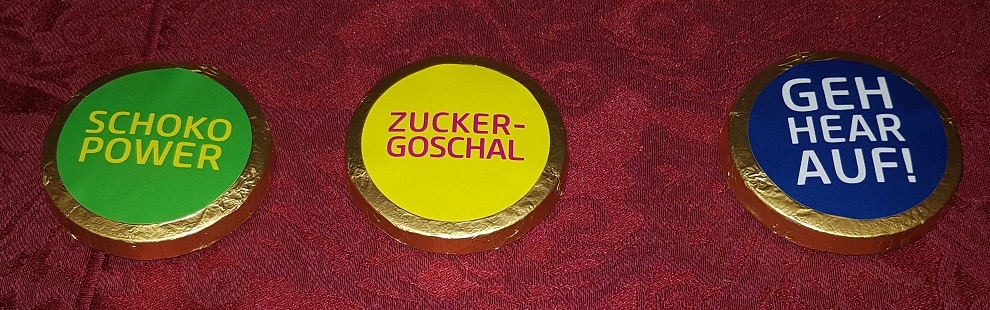 SCHOKO
POWER
ZUCKER-
GOSCHAL
GEH
HEAR
AUF!